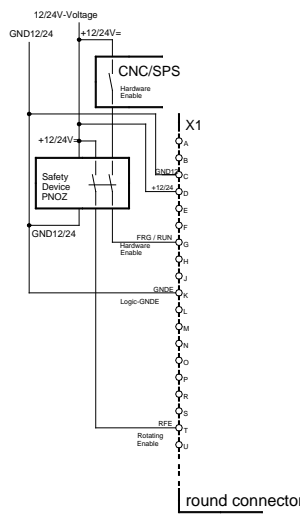 12/24V-Voltage
GND12/24
+12/24V=
CNC/SPS
Hardware
Enable
X1
A
B
+12/24V=
GND12
C
Safety
Device
PNOZ
+12/24
D
E
F
GND12/24
FRG / RUN
G
Hardware
Enable
H
J
GNDE
K
Logic-GNDE
L
M
N
O
P
R
S
RFE
T
Rotating
Enable
U
round connector